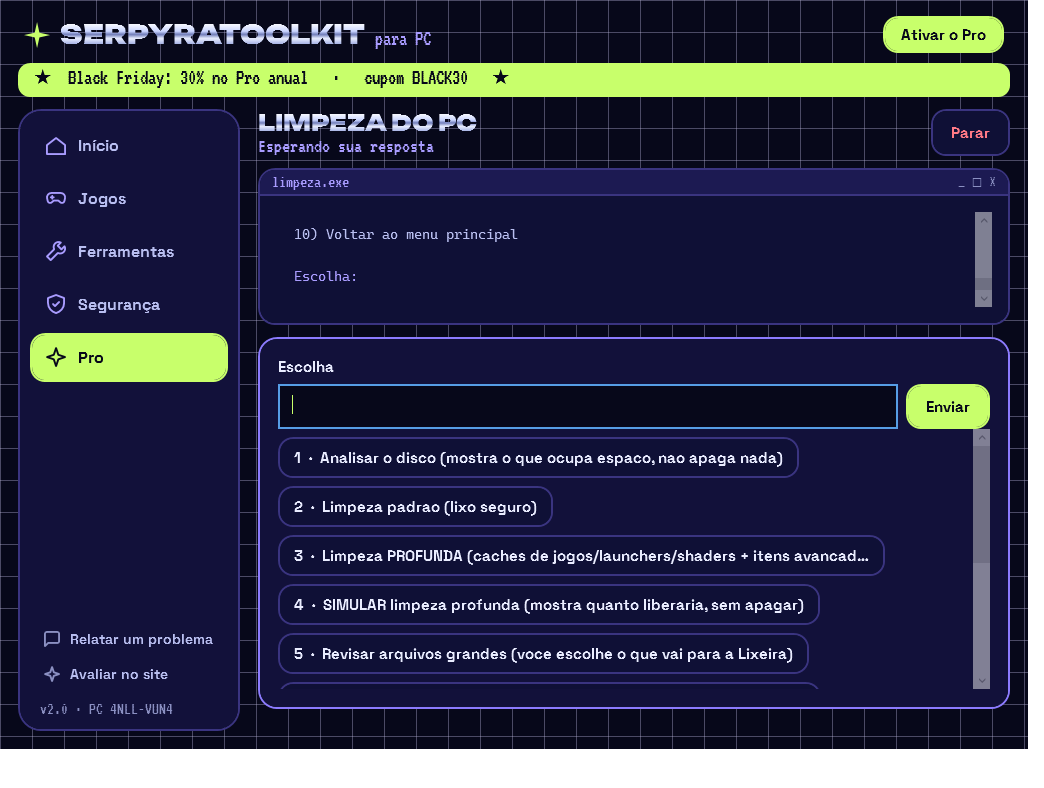 SERPYRATOOLKIT para PC
Ativar o Pro
★ Black Friday: 30% no Pro anual · cupom BLACK30 ★
Início
Jogos
Ferramentas
Segurança
Pro
Relatar um problema
Avaliar no site
v2.0 · PC 4NLL-VUN4
LIMPEZA DO PC
Esperando sua resposta
Parar
limpeza.exe
10) Voltar ao menu principal
Escolha:
Escolha
Enviar
1 · Analisar o disco (mostra o que ocupa espaco, nao apaga nada)
2 · Limpeza padrao (lixo seguro)
3 · Limpeza PROFUNDA (caches de jogos/launchers/shaders + itens avancad...
4 · SIMULAR limpeza profunda (mostra quanto liberaria, sem apagar)
5 · Revisar arquivos grandes (voce escolhe o que vai para a Lixeira)